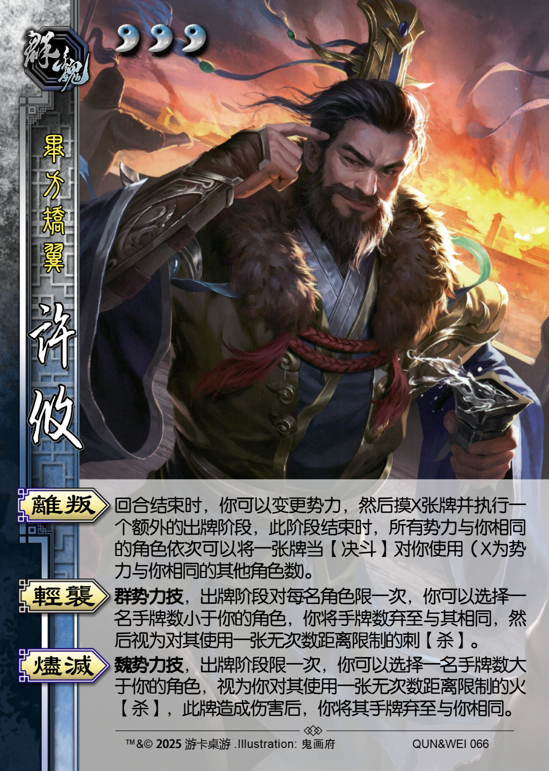 群魏
畢方矯翼
许攸
離叛
回合结束时，你可以变更势力，然后摸X张牌并执行一
个额外的出牌阶段，此阶段结束时，所有势力与你相同
的角色依次可以将一张牌当【决斗】对你使用（X为势
力与你相同的其他角色数）。
輕襲
群势力技，出牌阶段对每名角色限一次，你可以选择一
名手牌数小于你的角色，你将手牌数弃至与其相同，然
后视为对其使用一张无次数距离限制的刺【杀】。
燼滅
魏势力技，出牌阶段限一次，你可以选择一名手牌数大
于你的角色，视为你对其使用一张无次数距离限制的火
【杀】，此牌造成伤害后，你将其手牌弃至与你相同。
™&© 2025 游卡桌游 .Illustration: 鬼画府
QUN&WEI 066